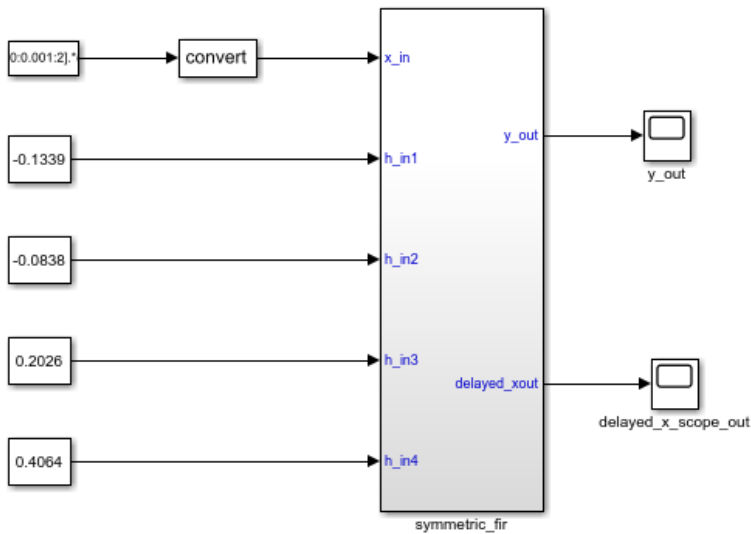 0:0.001:2].*
convert
x_in
-0.1339
h_in1
y_out
y_out
-0.0838
h_in2
0.2026
h_in3
delayed_xout
delayed_x_scope_out
0.4064
h_in4
symmetric_fir